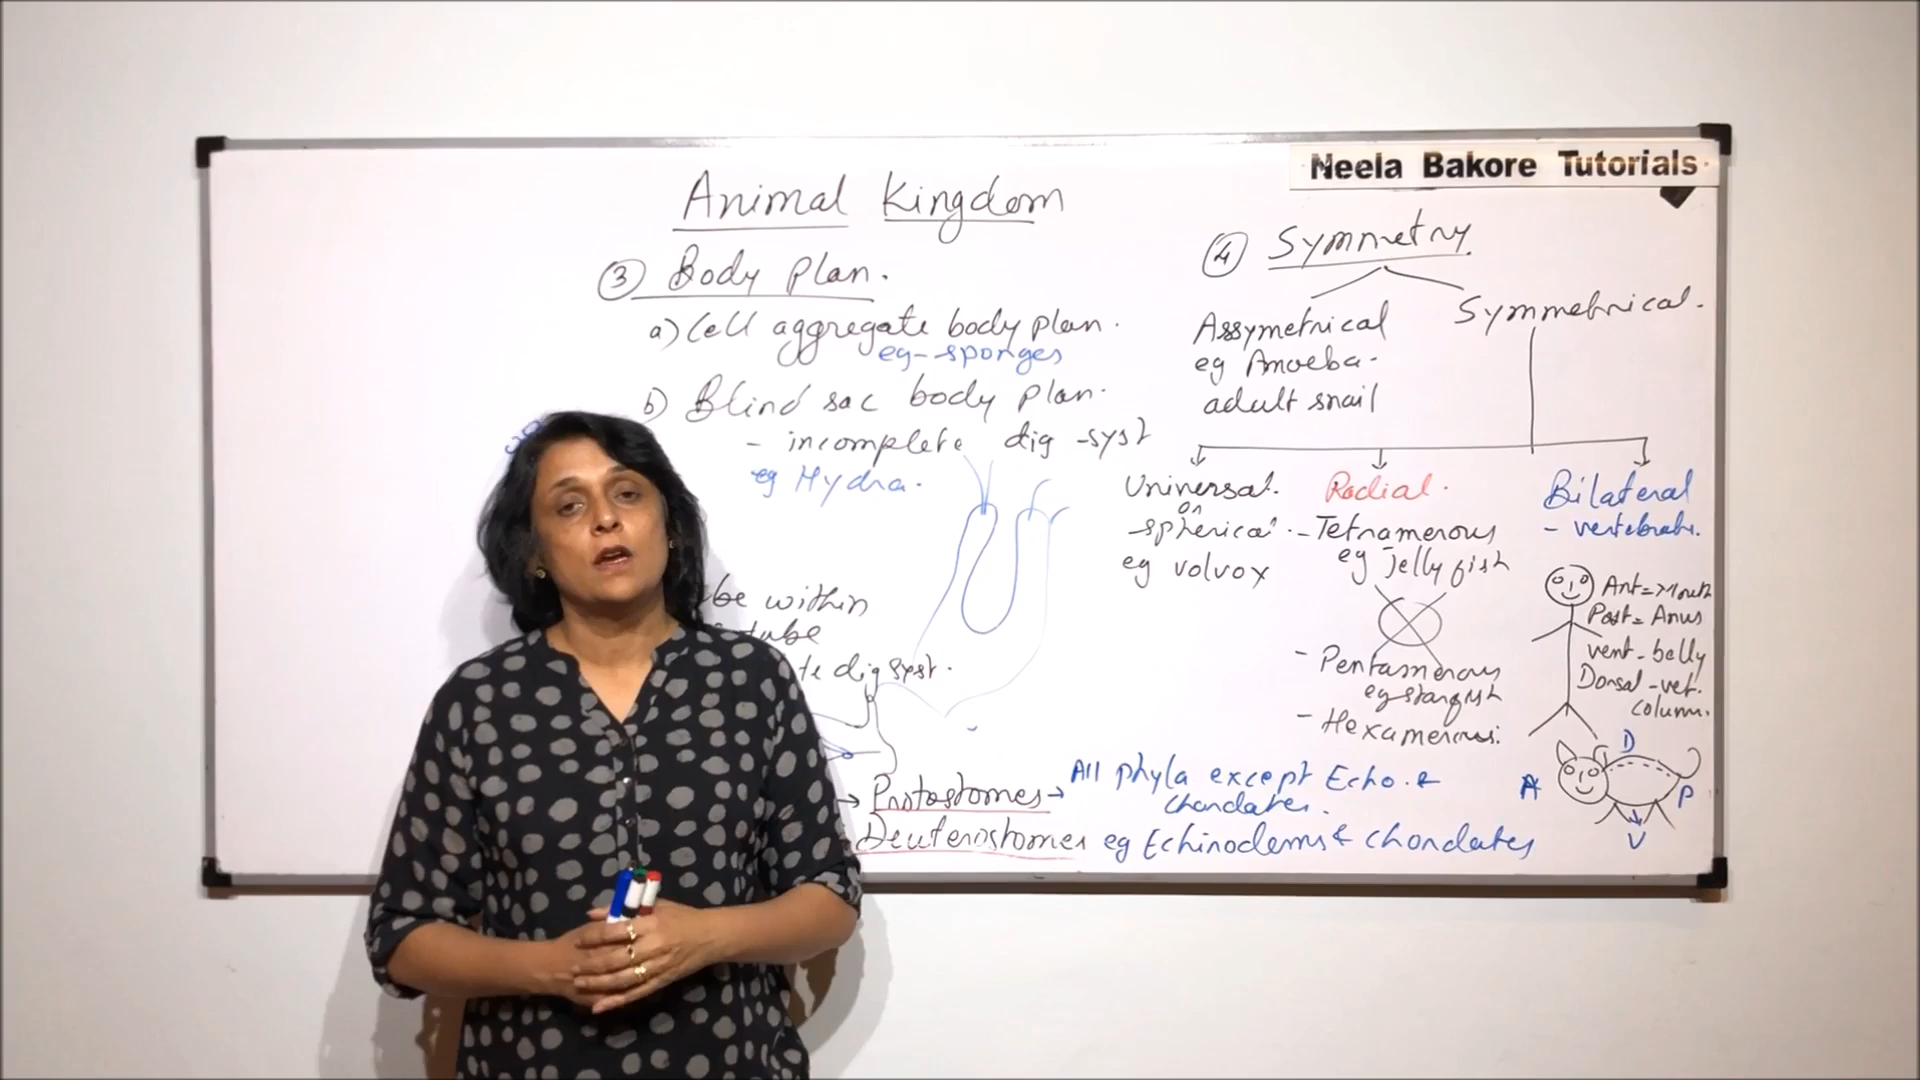 Neela Bakore Tutorials
Animal Kingdom
③ Body plan.
a) Cell aggregate body plan.
eg- sponges
b) Blind sac body plan.
- incomplete dig -syst
eg Hydra.
be within
tube
te dig syst.
→ Protostomes → All phyla except Echo. &
Chordates.
Deuterostomes eg Echinoderms & chordates
④ Symmetry.
Assymetrical
eg Amoeba.
adult snail
Symmetrical.
Universal.
or
spherical.
eg volvox
Radial.
- Tetramerous
eg jelly fish
- Pentamerous
eg starfish
- Hexamerous.
Bilateral
- vertebrate.
Ant = Mouth
Post = Anus
vent - belly
Dorsal - vet.
column.
D
A
P
V